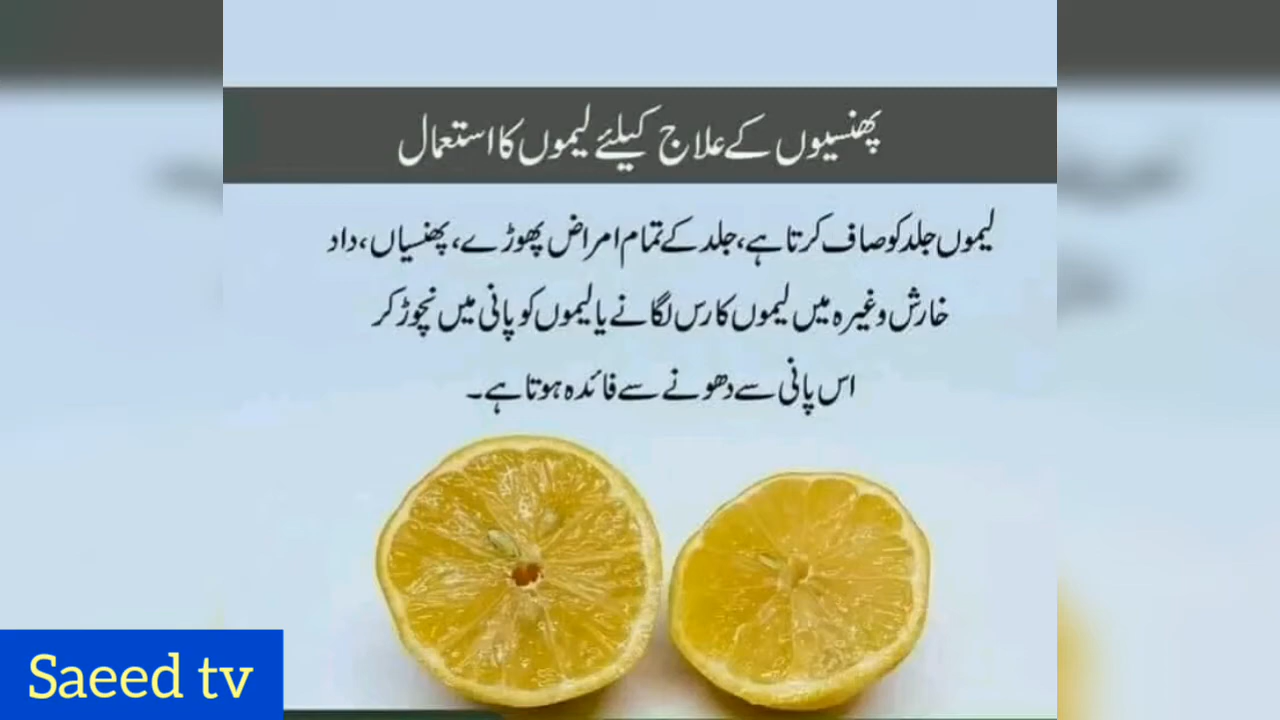 پھنسیوں کے علاج کیلئے لیموں کا استعمال
لیموں جلد کو صاف کرتا ہے، جلد کے تمام امراض پھوڑے، پھنسیاں، داد
خارش وغیرہ میں لیموں کا رس لگانے یا لیموں کو پانی میں نچوڑ کر
اس پانی سے دھونے سے فائدہ ہوتا ہے۔
Saeed tv